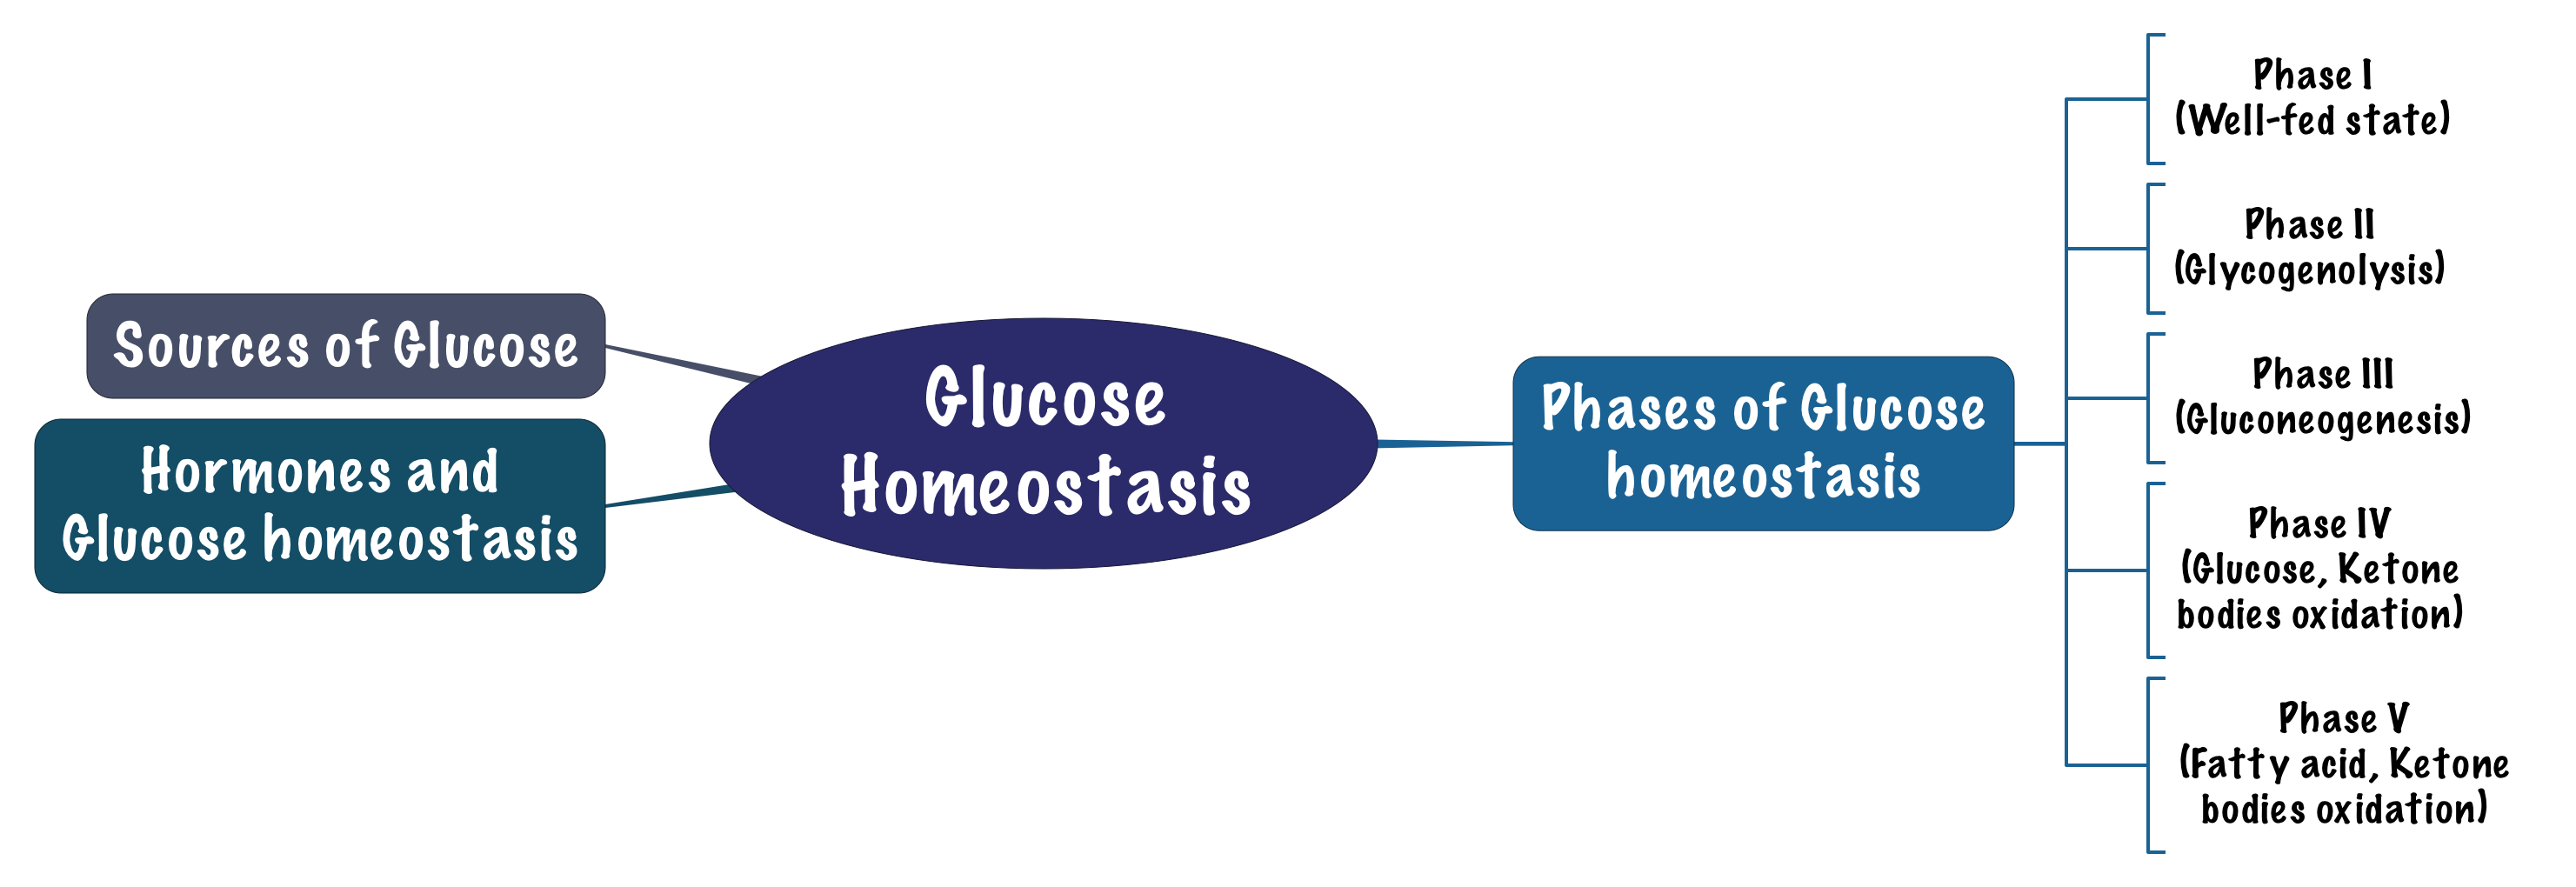 Sources of Glucose
Hormones and
Glucose homeostasis
Glucose
Homeostasis
Phases of Glucose
homeostasis
Phase I
(Well-fed state)
Phase II
(Glycogenolysis)
Phase III
(Gluconeogenesis)
Phase IV
(Glucose, Ketone
bodies oxidation)
Phase V
(Fatty acid, Ketone
bodies oxidation)